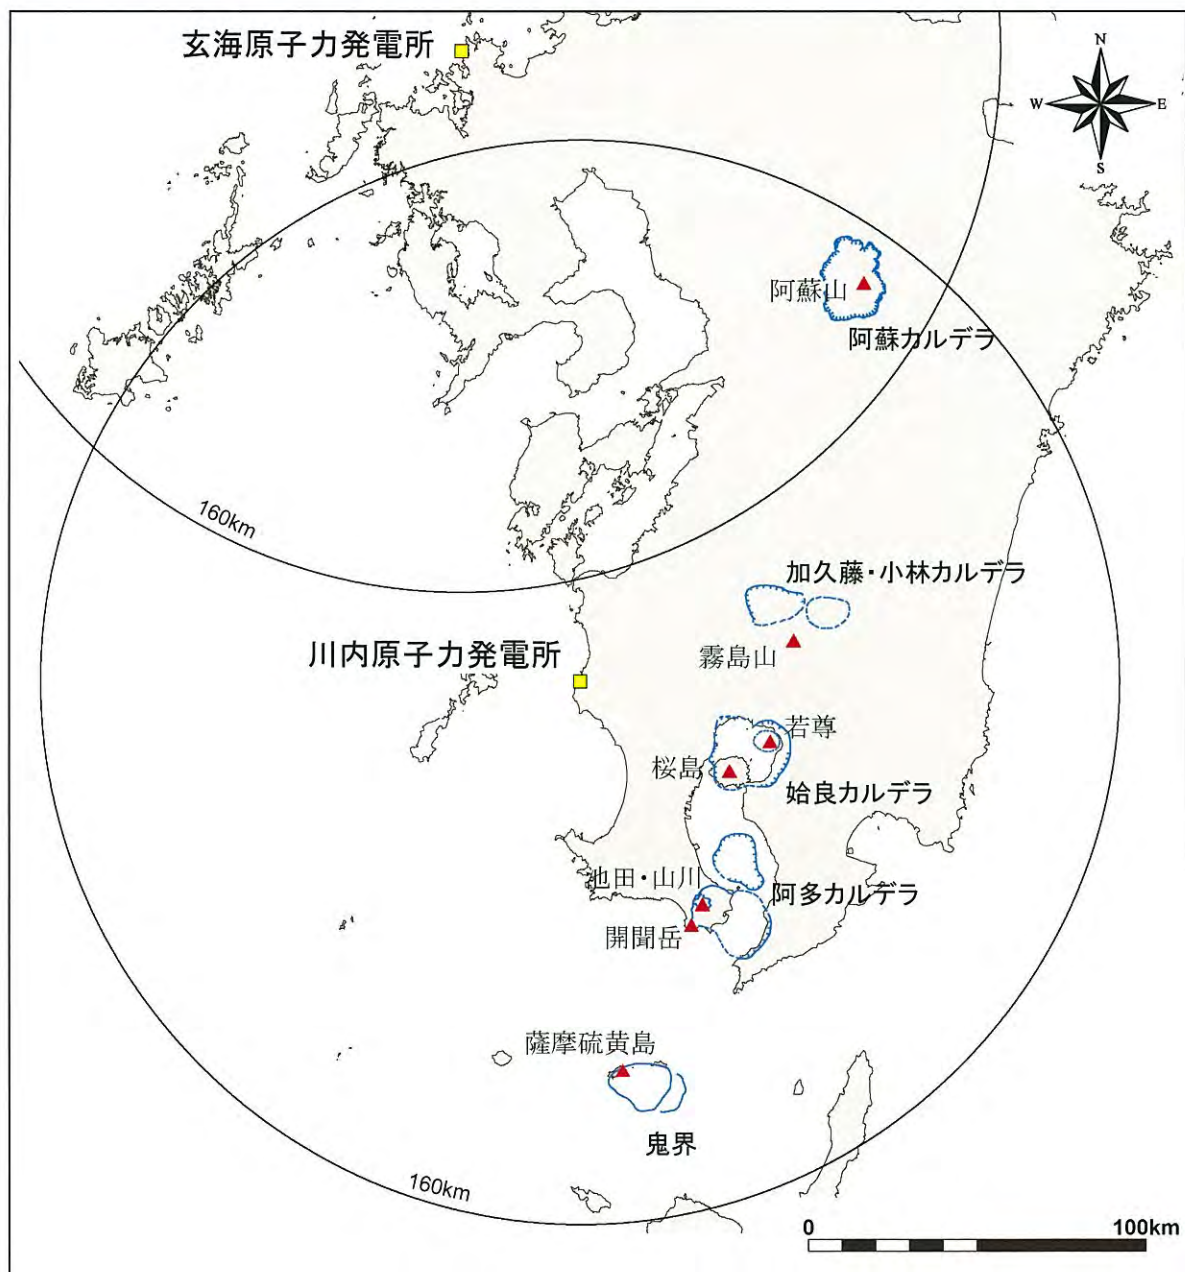 玄海原子力発電所
N
W
E
S
阿蘇山
阿蘇カルデラ
160km
加久藤・小林カルデラ
川内原子力発電所
霧島山
若尊
桜島
姶良カルデラ
池田・山川
阿多カルデラ
開聞岳
薩摩硫黄島
鬼界
160km
0
100km